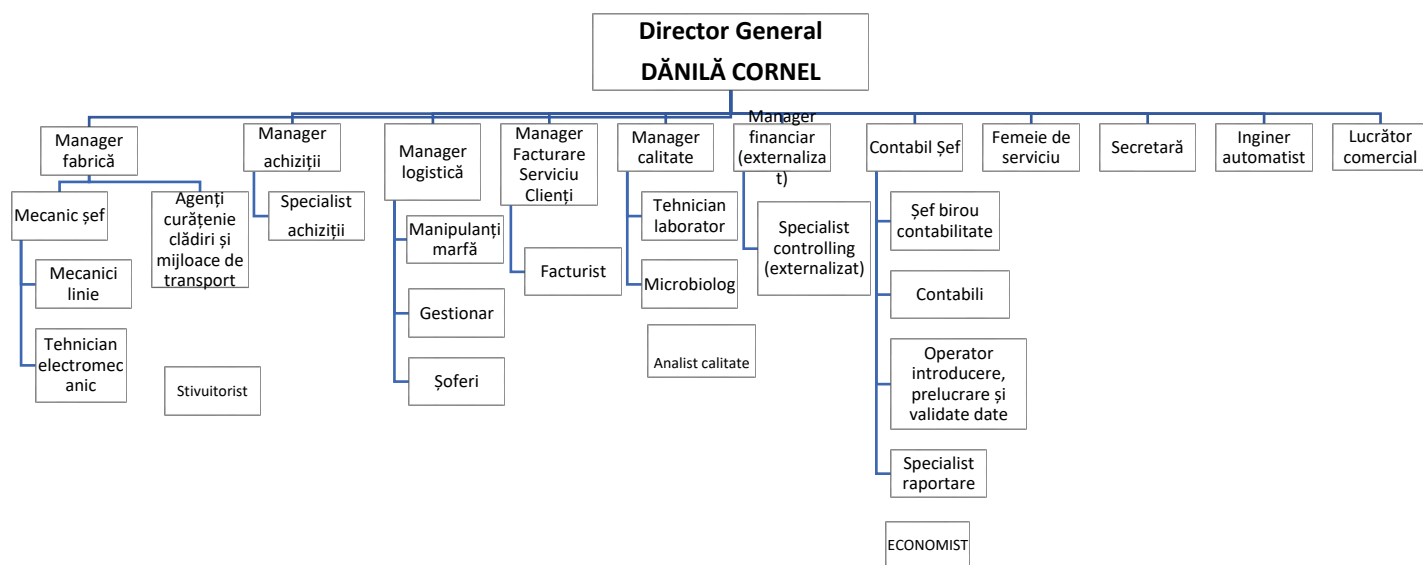 Director General
DĂNILĂ CORNEL
Manager
fabrică
Manager
achiziții
Manager
logistică
Manager
Facturare
Serviciu
Clienți
Manager
calitate
Manager
financiar
(externaliza
t)
Contabil Șef
Femeie de
serviciu
Secretară
Inginer
automatist
Lucrător
comercial
Mecanic șef
Agenți
curățenie
clădiri și
mijloace de
transport
Specialist
achiziții
Manipulanți
marfă
Facturist
Tehnician
laborator
Specialist
controlling
(externalizat)
Șef birou
contabilitate
Mecanici
linie
Gestionar
Microbiolog
Contabili
Tehnician
electromec
anic
Stivuitorist
Șoferi
Analist calitate
Operator
introducere,
prelucrare și
validate date
Specialist
raportare
ECONOMIST